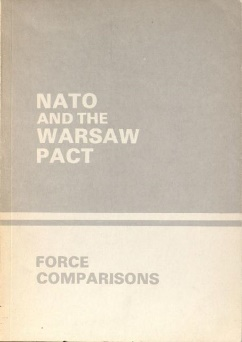 NATO
AND THE
WARSAW
PACT
FORCE
COMPARISONS